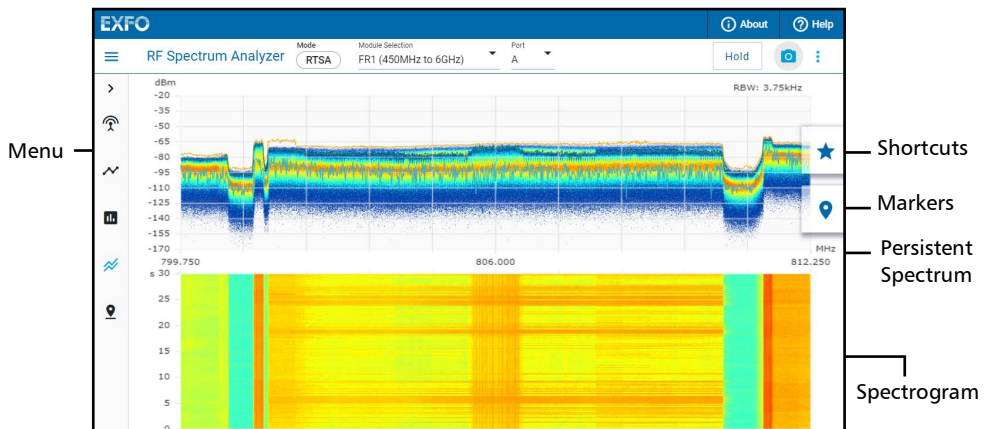 EXFO
About
Help
RF Spectrum Analyzer
Mode
RTSA
Module Selection
FR1 (450MHz to 6GHz)
Port
A
Hold
dBm
RBW: 3.75kHz
-20
-35
-50
-65
-80
-95
-110
-125
-140
-155
-170
MHz
799.750
806.000
812.250
s 30
25
20
15
10
5
0
Menu
Shortcuts
Markers
Persistent
Spectrum
Spectrogram